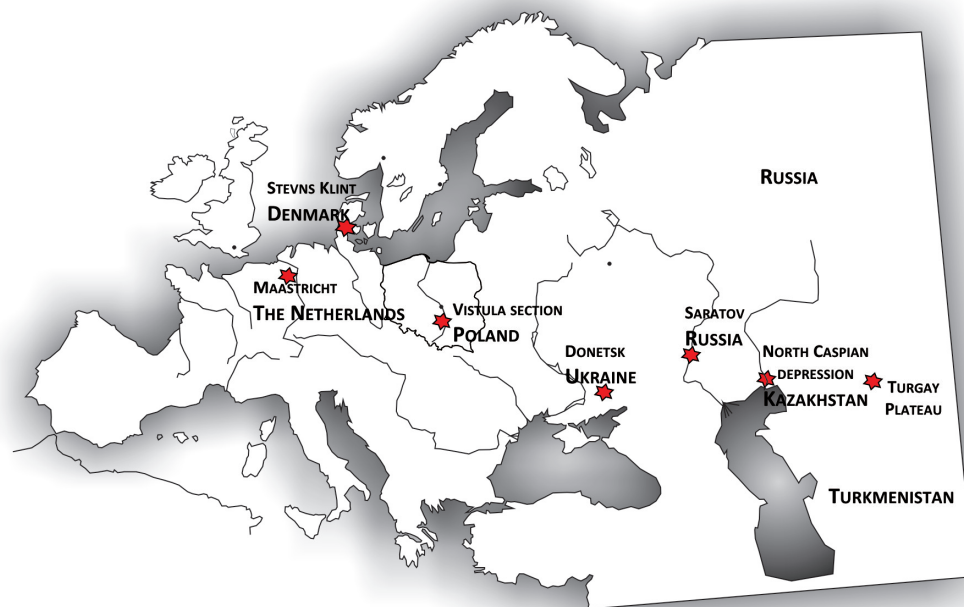 STEVNS KLINT
DENMARK
MAASTRICHT
THE NETHERLANDS
VISTULA SECTION
POLAND
DONETSK
UKRAINE
SARATOV
RUSSIA
NORTH CASPIAN
DEPRESSION
KAZAKHSTAN
TURGAY
PLATEAU
RUSSIA
TURKMENISTAN